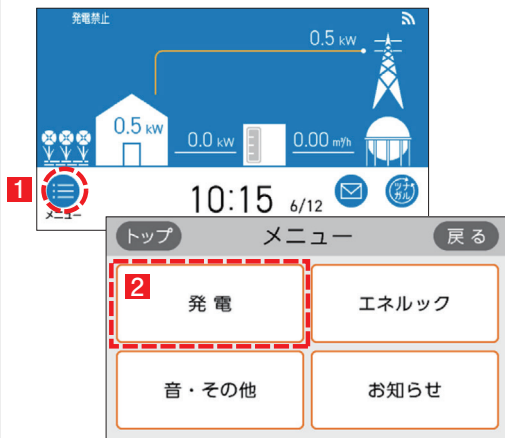 発電禁止
0.5 kW
0.5 kW
0.0 kW
0.00 m³/h
1
メニュー
10:15 6/12
ツナガル
トップ
メニュー
戻る
2
発電
エネルック
音・その他
お知らせ